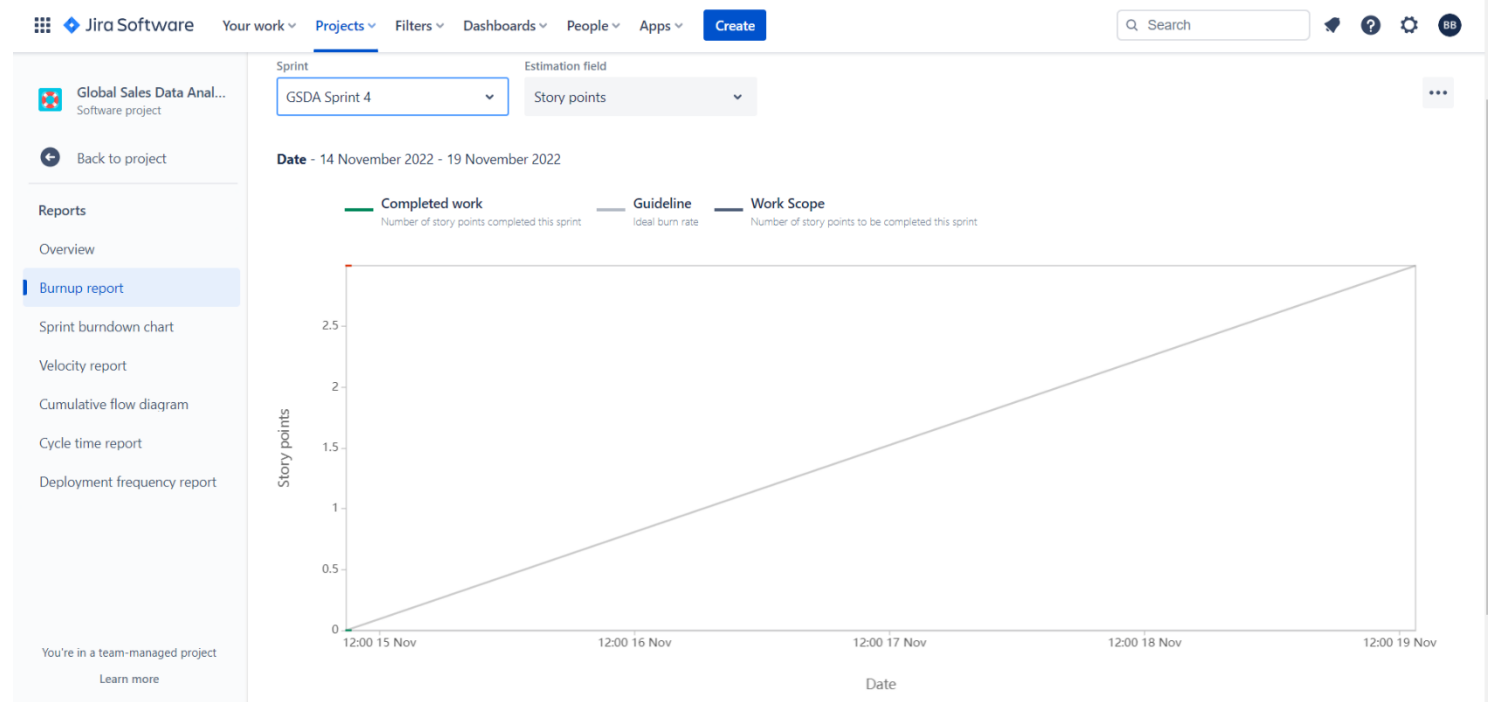 Jira Software Your work Projects Filters Dashboards People Apps Create Search BB
Sprint Estimation field
Global Sales Data Anal...
Software project
GSDA Sprint 4 Story points
Back to project
Date - 14 November 2022 - 19 November 2022
Completed work Guideline Work Scope
Number of story points completed this sprint Ideal burn rate Number of story points to be completed this sprint
Reports
Overview
Burnup report
Sprint burndown chart
Velocity report
Cumulative flow diagram
Cycle time report
Deployment frequency report
You're in a team-managed project
Learn more
Story points
2.5
2
1.5
1
0.5
0
12:00 15 Nov 12:00 16 Nov 12:00 17 Nov 12:00 18 Nov 12:00 19 Nov
Date